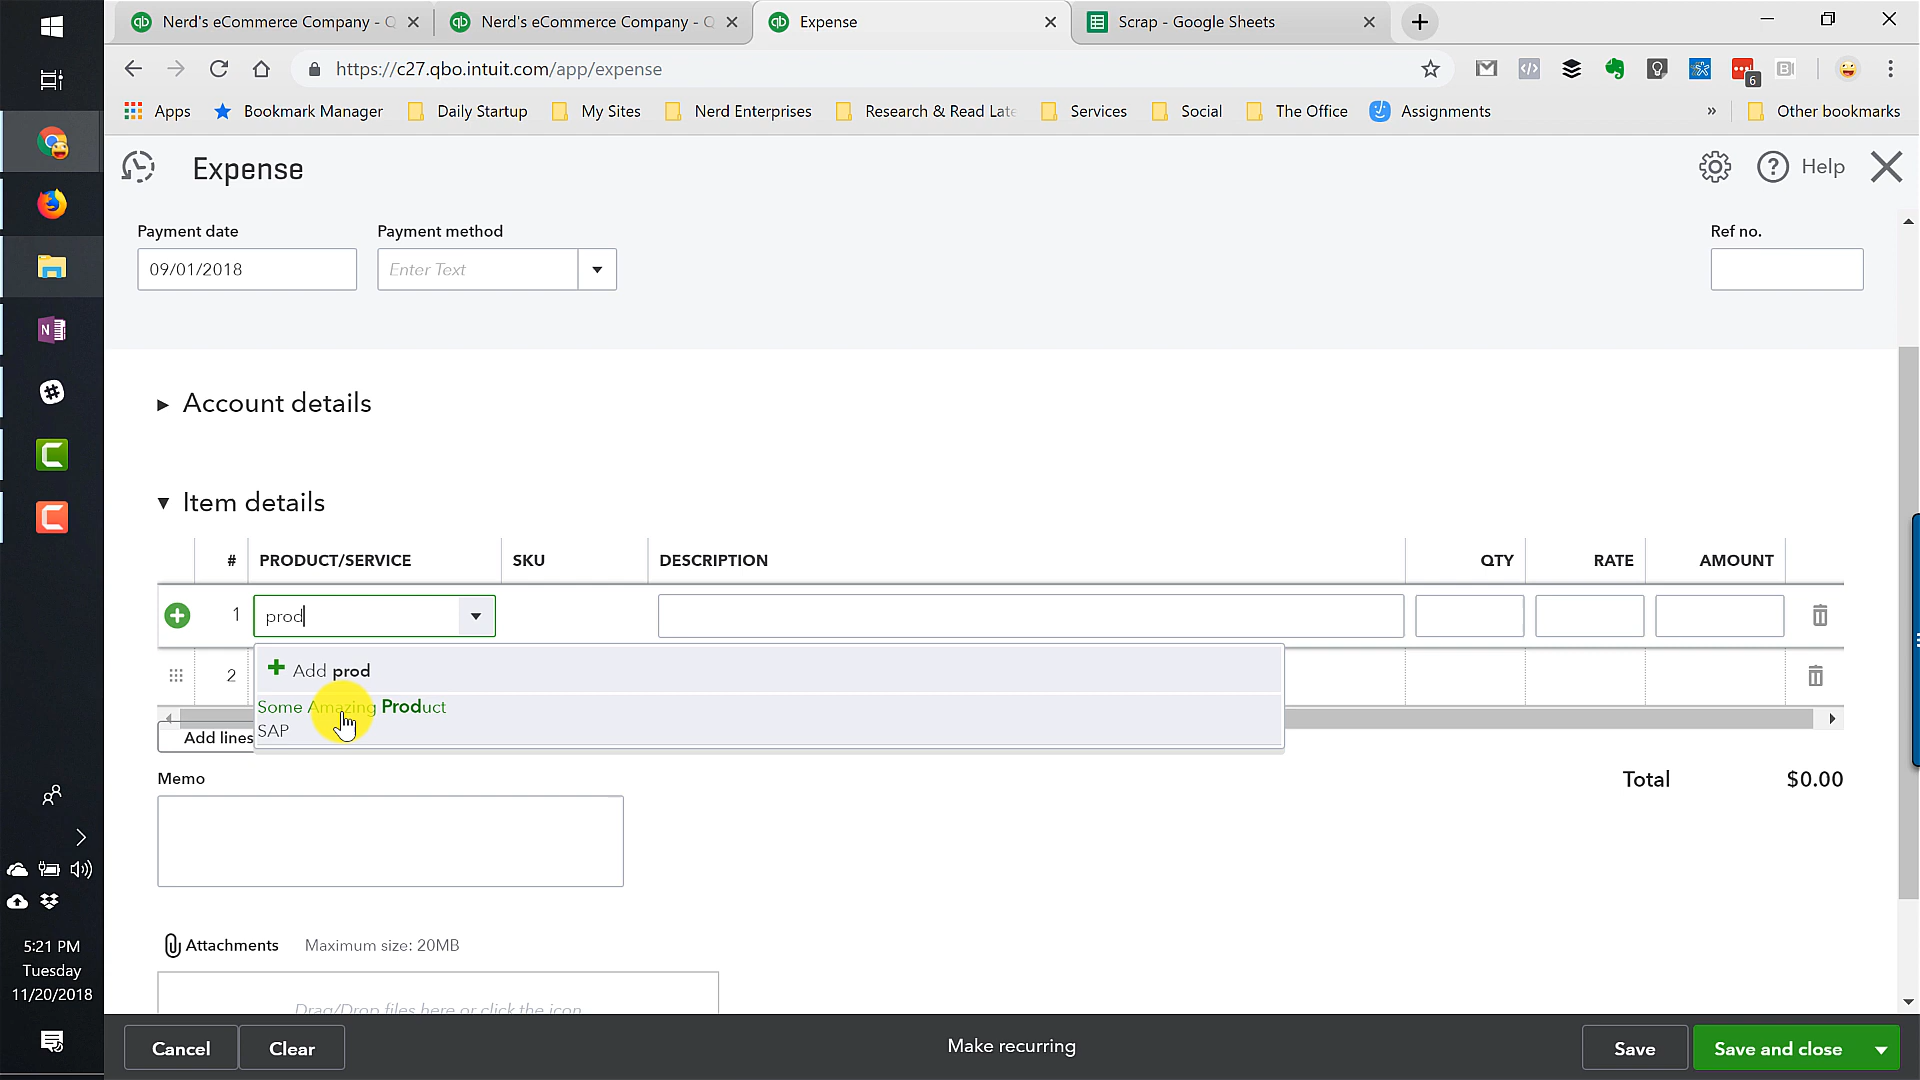 Nerd's eCommerce Company - Q
Nerd's eCommerce Company - Q
Expense
Scrap - Google Sheets
https://c27.qbo.intuit.com/app/expense
6
Apps
Bookmark Manager
Daily Startup
My Sites
Nerd Enterprises
Research & Read Late
Services
Social
The Office
Assignments
»
Other bookmarks
Expense
Help
Payment date
Payment method
Ref no.
09/01/2018
Enter Text
Account details
Item details
# PRODUCT/SERVICE SKU DESCRIPTION QTY RATE AMOUNT
1 prod
Add prod
2
Some Amazing Product
SAP
Add lines
Memo
Total $0.00
Attachments Maximum size: 20MB
Drag/Drop files here or click the icon
Cancel
Clear
Make recurring
Save
Save and close
5:21 PM
Tuesday
11/20/2018